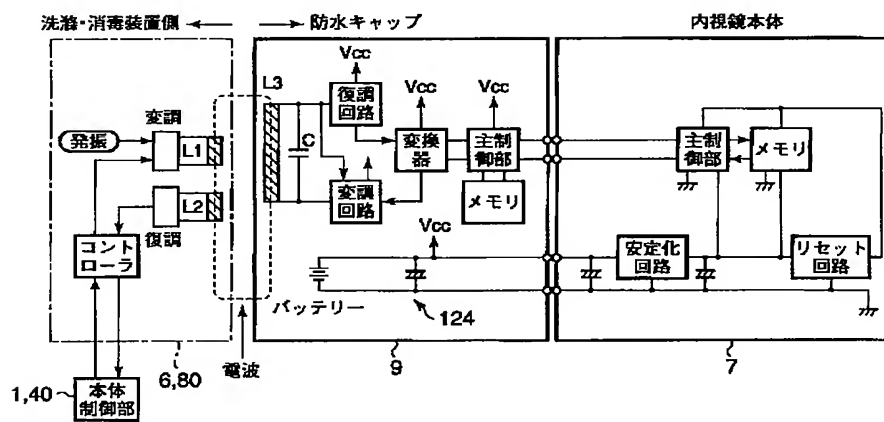 洗滌・消毒装置側
防水キャップ
内視鏡本体
変調
発振
L1
L2
復調
コント
ローラ
1,40
本体
制御部
6,80
電波
L3
C
Vcc
復調
回路
変調
回路
Vcc
変換
器
Vcc
主制
御部
メモリ
Vcc
バッテリー
124
9
主制
御部
メモリ
安定化
回路
リセット
回路
7